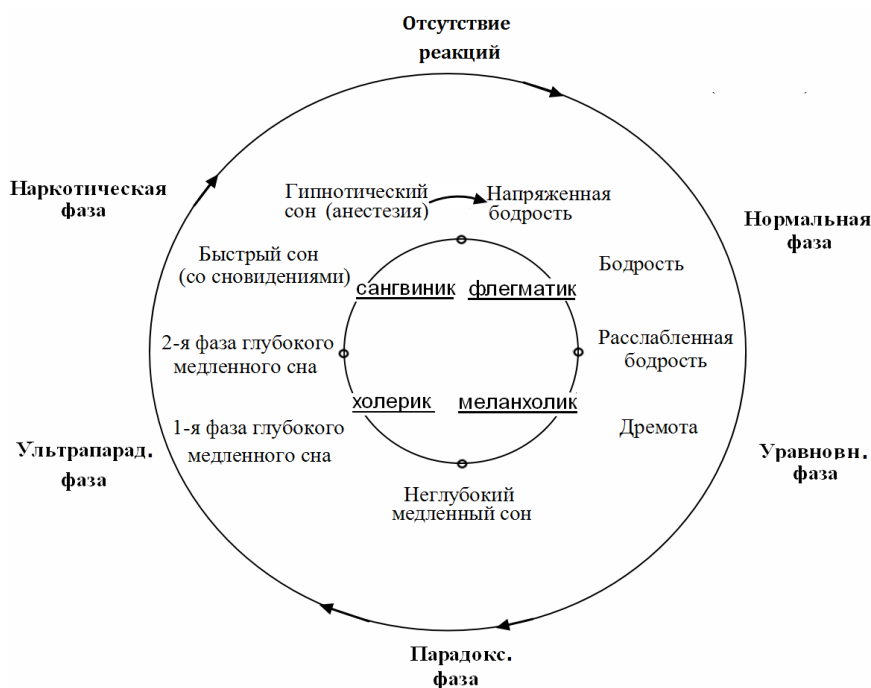 Отсутствие
реакций
Наркотическая
фаза
Гипнотический
сон (анестезия)
Напряженная
бодрость
Нормальная
фаза
Быстрый сон
(со сновидениями)
Бодрость
сангвиник флегматик
2-я фаза глубокого
медленного сна
Расслабленная
бодрость
холерик меланхолик
1-я фаза глубокого
медленного сна
Дремота
Ультрапарад.
фаза
Уравновн.
фаза
Неглубокий
медленный сон
Парадокс.
фаза